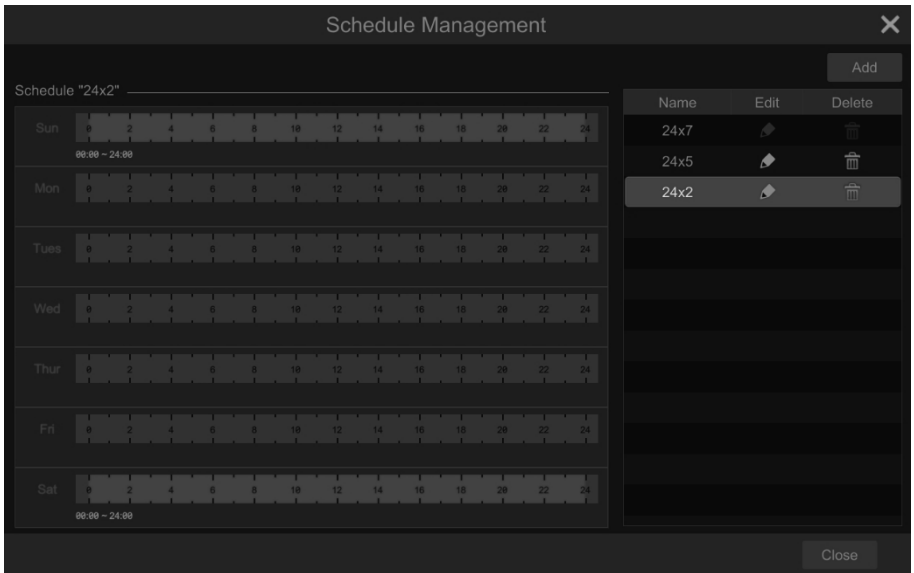 Schedule Management
Add
Schedule "24x2"
Name Edit Delete
24x7
24x5
24x2
Sun 0 2 4 6 8 10 12 14 16 18 20 22 24
00:00 ~ 24:00
Mon 0 2 4 6 8 10 12 14 16 18 20 22 24
Tues 0 2 4 6 8 10 12 14 16 18 20 22 24
Wed 0 2 4 6 8 10 12 14 16 18 20 22 24
Thur 0 2 4 6 8 10 12 14 16 18 20 22 24
Fri 0 2 4 6 8 10 12 14 16 18 20 22 24
Sat 0 2 4 6 8 10 12 14 16 18 20 22 24
00:00 ~ 24:00
Close